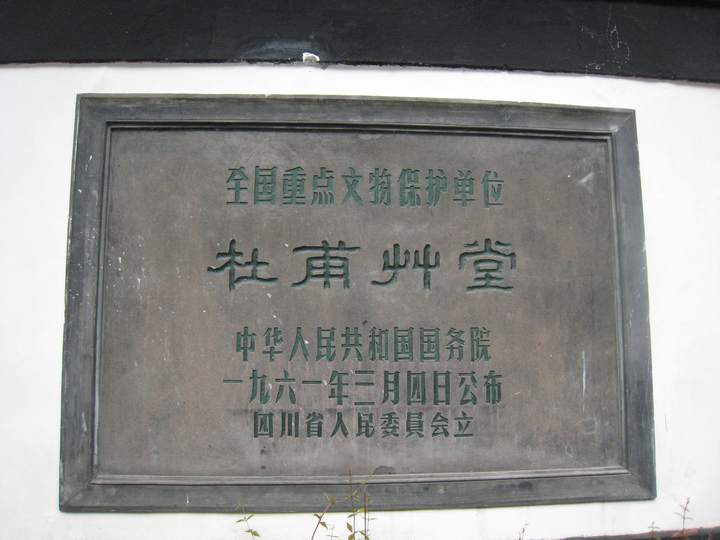 全国重点文物保护单位
杜甫艸堂
中华人民共和国国务院
一九六一年三月四日公布
四川省人民委員会立